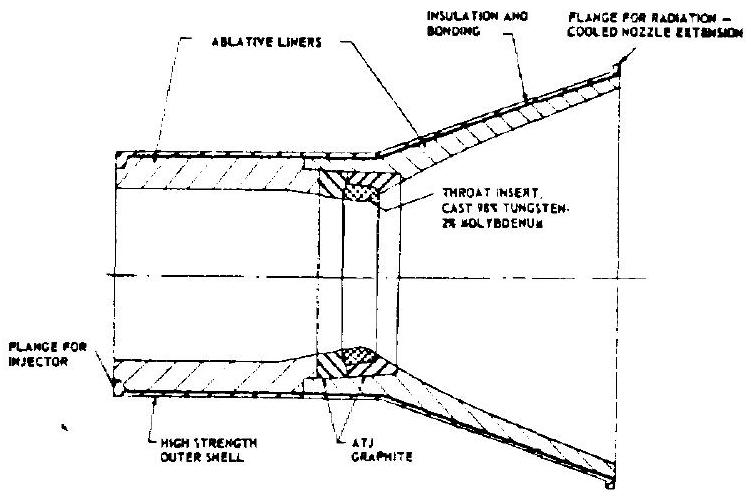 INSULATION AND
BONDING
FLANGE FOR RADIATION –
COOLED NOZZLE EXTENSION
ABLATIVE LINERS
THROAT INSERT,
CAST 98% TUNGSTEN-
2% MOLYBDENUM
FLANGE FOR
INJECTOR
HIGH STRENGTH
OUTER SHELL
ATJ
GRAPHITE